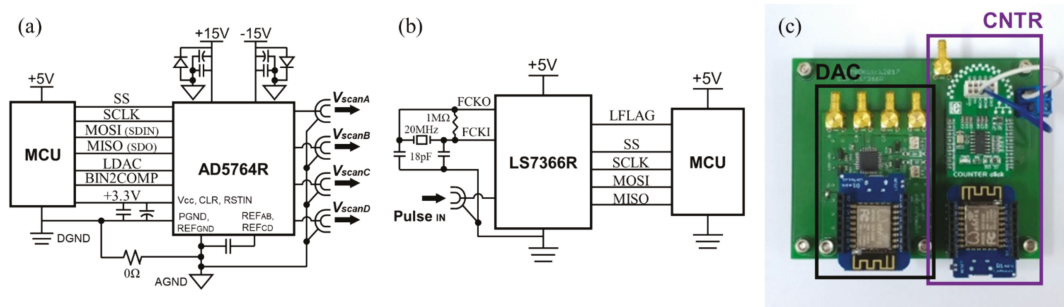 (a)
+15V
-15V
+5V
MCU
SS
SCLK
MOSI (SDIN)
MISO (SDO)
LDAC
BIN2COMP
+3.3V
AD5764R
Vcc, CLR, RSTIN
PGND,
REFGND
REFAB,
REFCD
DGND
0Ω
AGND
VscanA
VscanB
VscanC
VscanD
(b)
+5V
FCKO
1MΩ
20MHz
FCKI
18pF
Pulse IN
LS7366R
LFLAG
SS
SCLK
MOSI
MISO
+5V
MCU
(c)
CNTR
DAC
COUNTER click